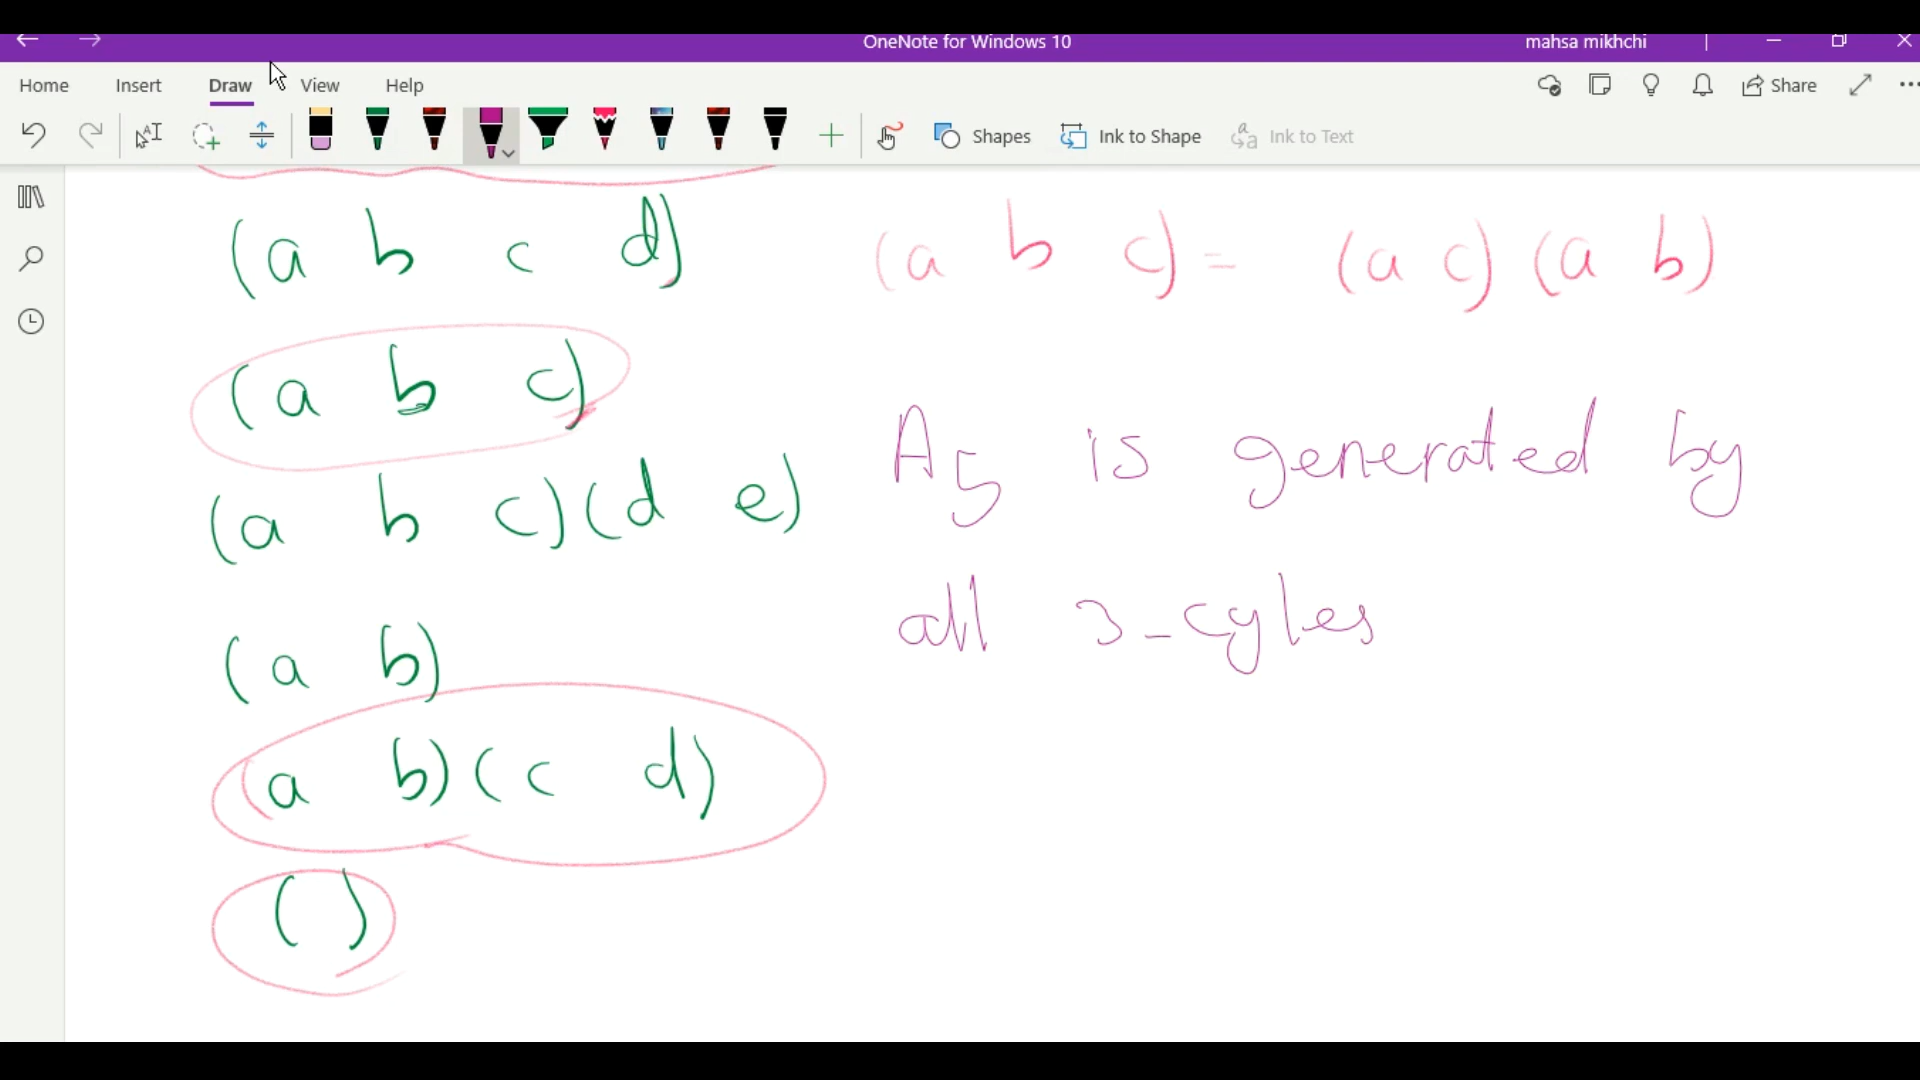 OneNote for Windows 10
mahsa mikhchi
Home Insert Draw View Help
Share
Shapes Ink to Shape Ink to Text
(a b c d)
(a b c)
(a b c)(d e)
(a b)
(a b)(c d)
( )
(a b c) = (a c) (a b)
A5 is generated by
all 3-cyles